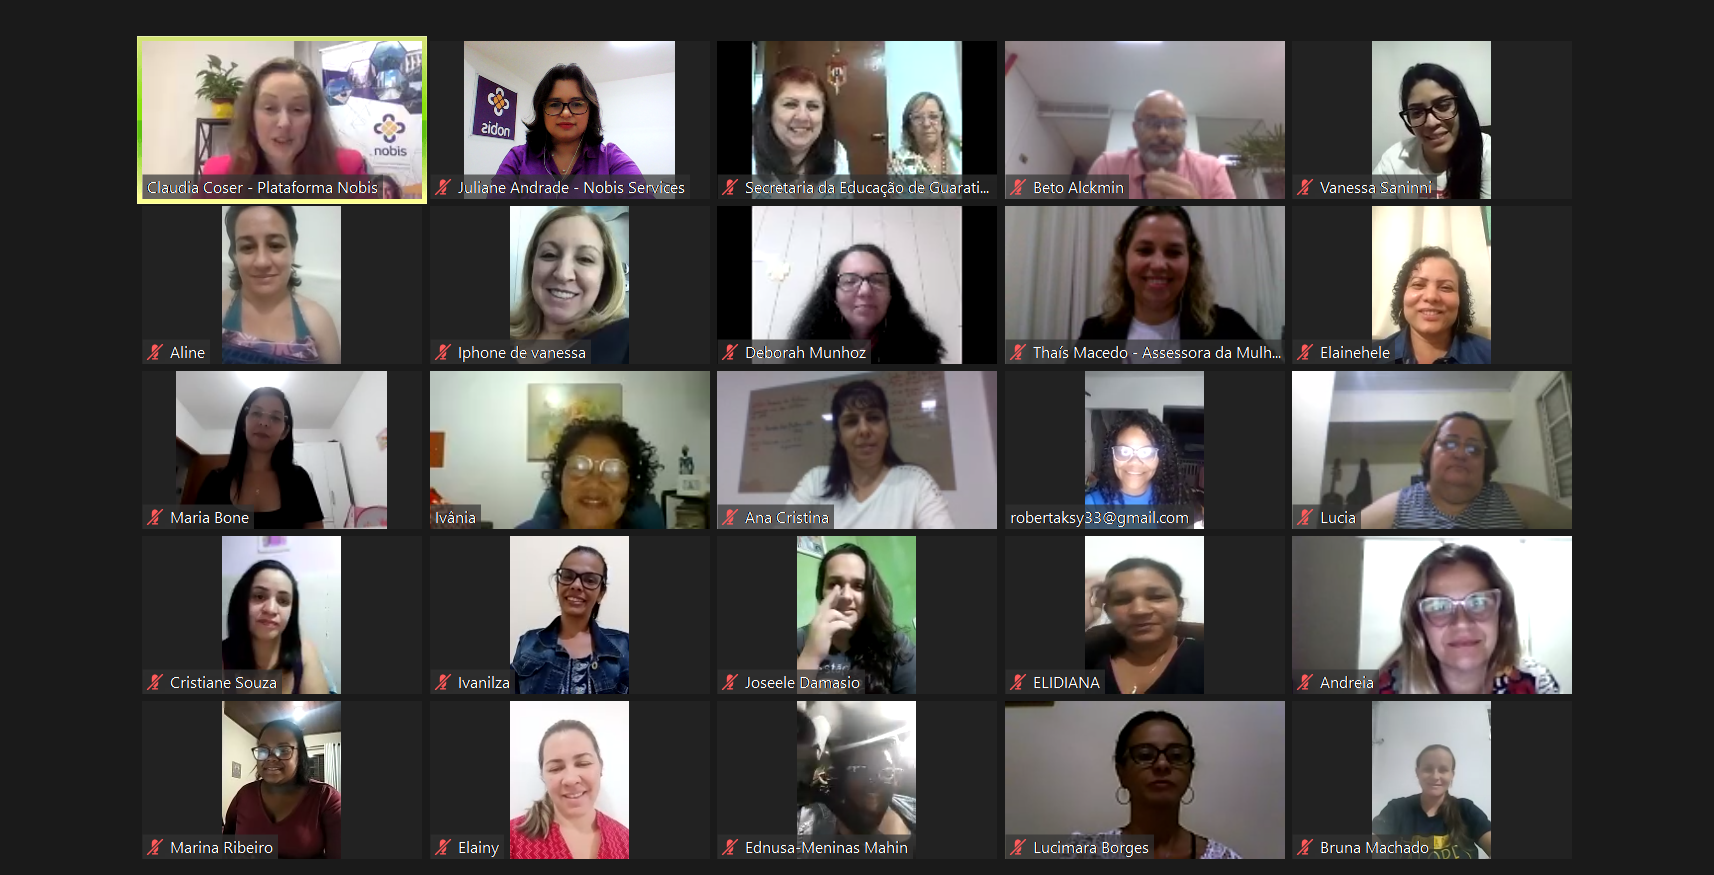 nobis
Claudia Coser - Plataforma Nobis
nobis
Juliane Andrade - Nobis Services
Secretaria da Educação de Guarati...
Beto Alckmin
Vanessa Saninni
Aline
Iphone de vanessa
Deborah Munhoz
Thaís Macedo - Assessora da Mulh...
Elainehele
Maria Bone
Ivânia
Ana Cristina
robertaksy33@gmail.com
Lucia
Cristiane Souza
Ivanilza
Joseele Damasio
ELIDIANA
Andreia
Marina Ribeiro
Elainy
Ednusa-Meninas Mahin
Lucimara Borges
Bruna Machado